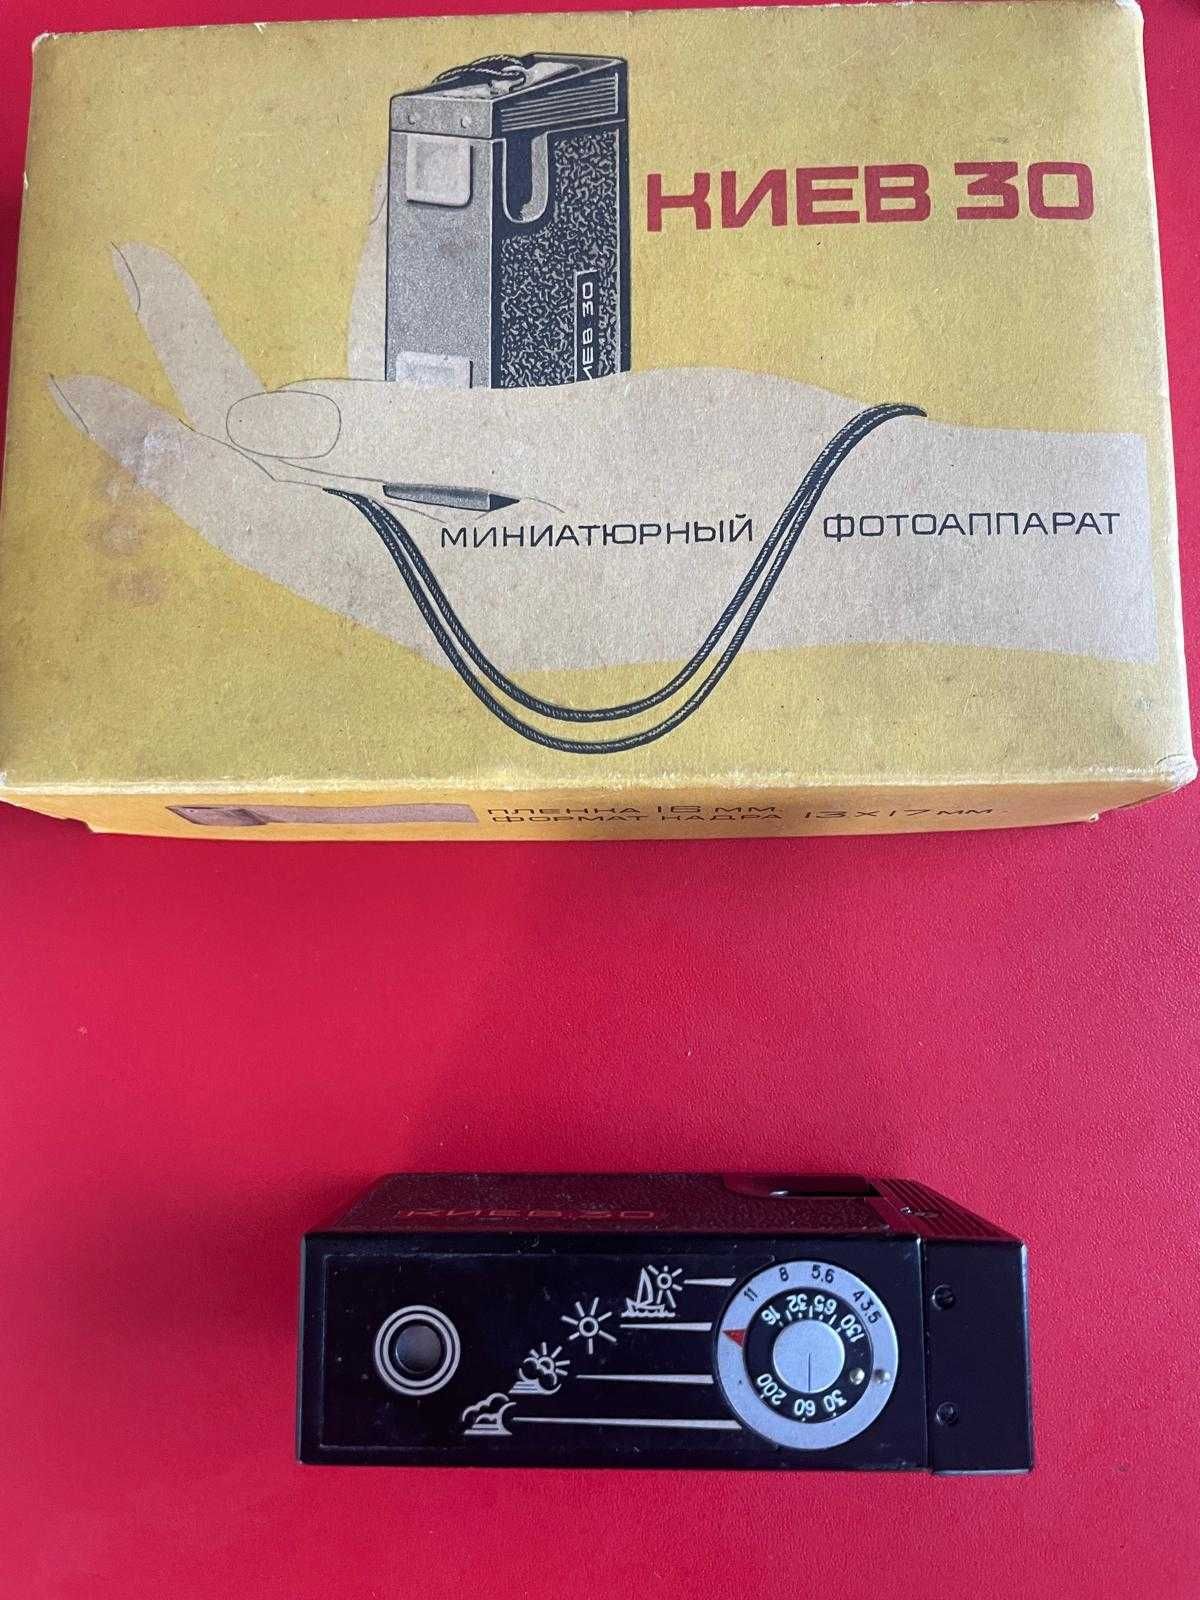 КИЕВ 30
ИЕВ 30
МИНИАТЮРНЫЙ ФОТОАППАРАТ
ПЛЕНКА 16 ММ.
ФОРМАТ КАДРА 13×17 ММ.
КИЕВ 30
11 8 5,6 4 3,5
16 32 65 130
200 60 30